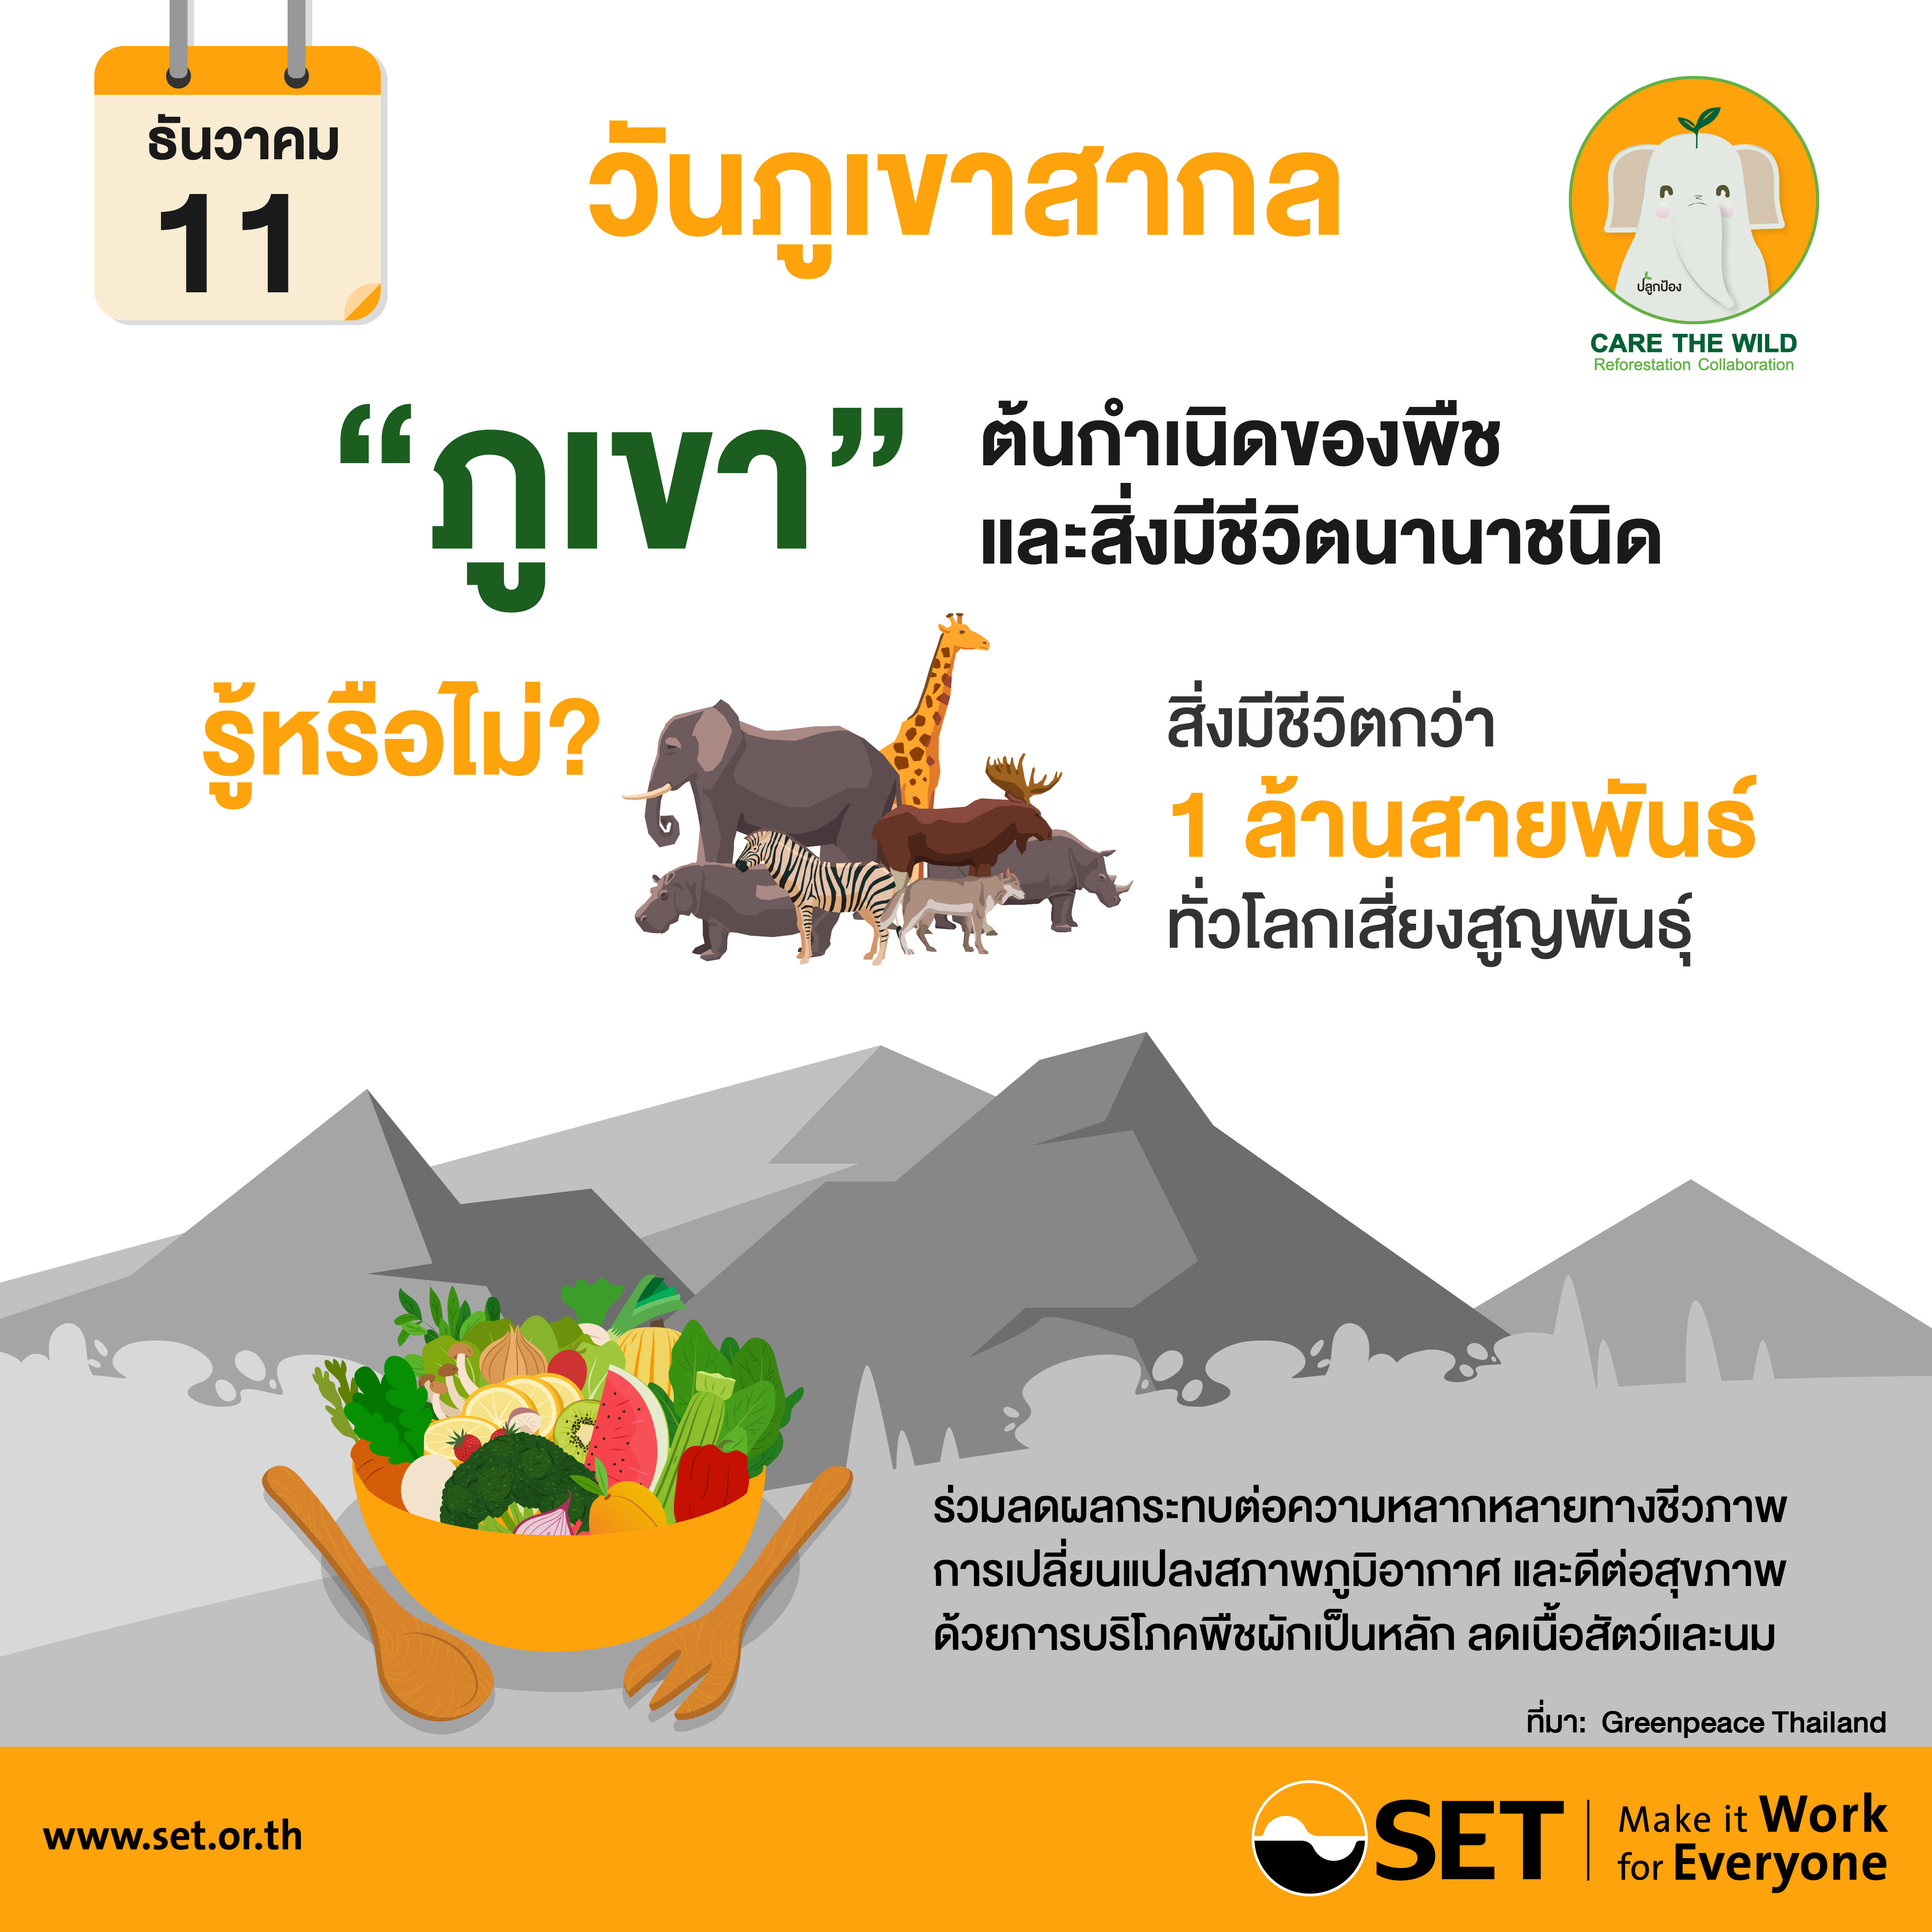 ธันวาคม
11
วันภูเขาสากล
ปลูกป้อง
CARE THE WILD
Reforestation Collaboration
“ภูเขา”
ต้นกำเนิดของพืช
และสิ่งมีชีวิตนานาชนิด
รู้หรือไม่?
สิ่งมีชีวิตกว่า
1 ล้านสายพันธ์
ทั่วโลกเสี่ยงสูญพันธุ์
ร่วมลดผลกระทบต่อความหลากหลายทางชีวภาพ
การเปลี่ยนแปลงสภาพภูมิอากาศ และดีต่อสุขภาพ
ด้วยการบริโภคพืชผักเป็นหลัก ลดเนื้อสัตว์และนม
ที่มา: Greenpeace Thailand
www.set.or.th
SET
Make it Work
for Everyone